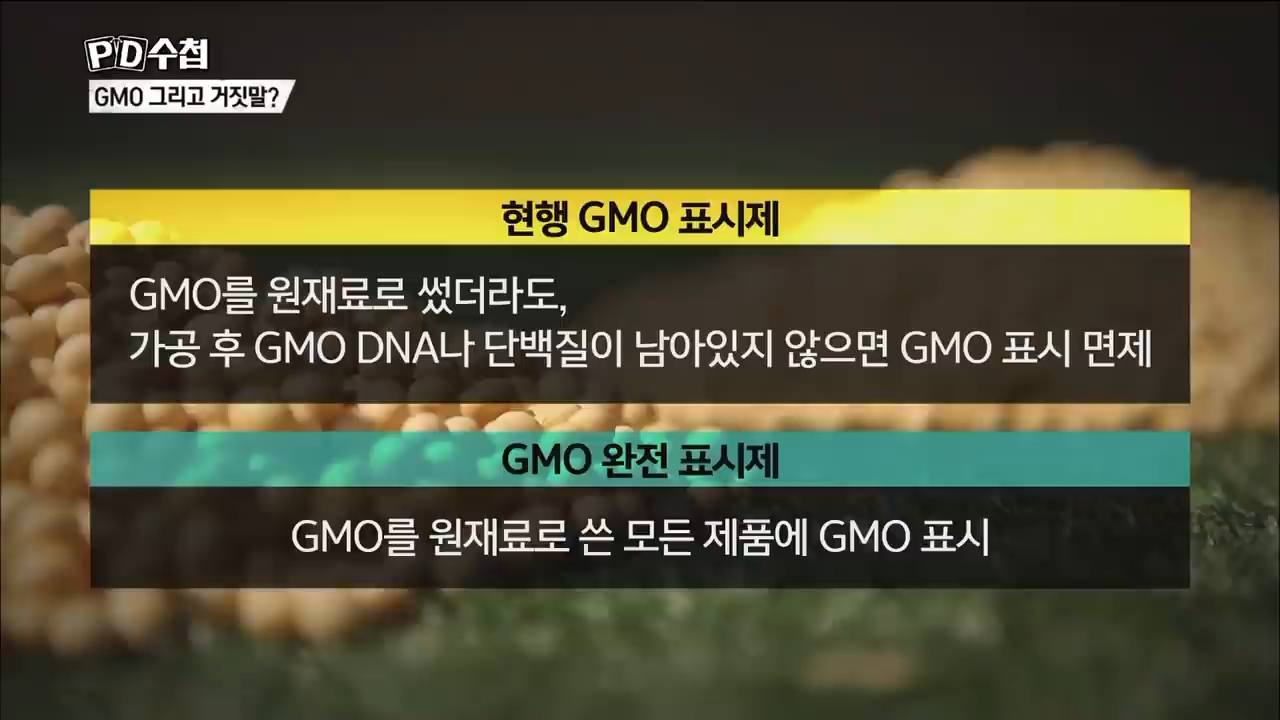 PD수첩
GMO 그리고 거짓말?
현행 GMO 표시제
GMO를 원재료로 썼더라도,
가공 후 GMO DNA나 단백질이 남아있지 않으면 GMO 표시 면제
GMO 완전 표시제
GMO를 원재료로 쓴 모든 제품에 GMO 표시